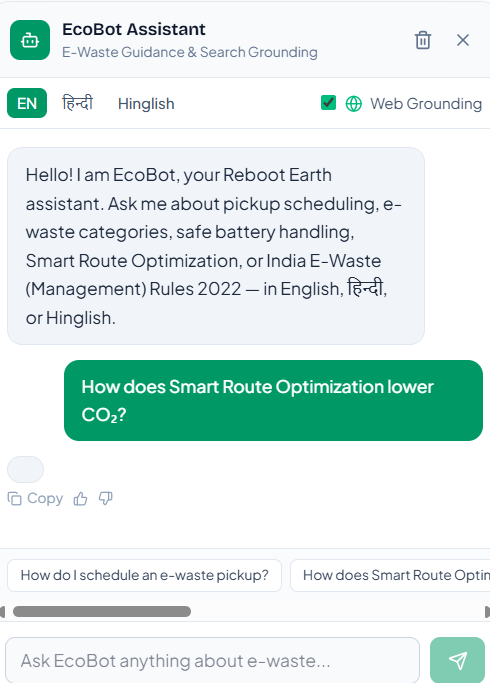 EcoBot Assistant
E-Waste Guidance & Search Grounding
EN हिन्दी Hinglish Web Grounding
Hello! I am EcoBot, your Reboot Earth
assistant. Ask me about pickup scheduling, e-
waste categories, safe battery handling,
Smart Route Optimization, or India E-Waste
(Management) Rules 2022 — in English, हिन्दी,
or Hinglish.
How does Smart Route Optimization lower
CO₂?
Copy
How do I schedule an e-waste pickup? How does Smart Route Optin
Ask EcoBot anything about e-waste...